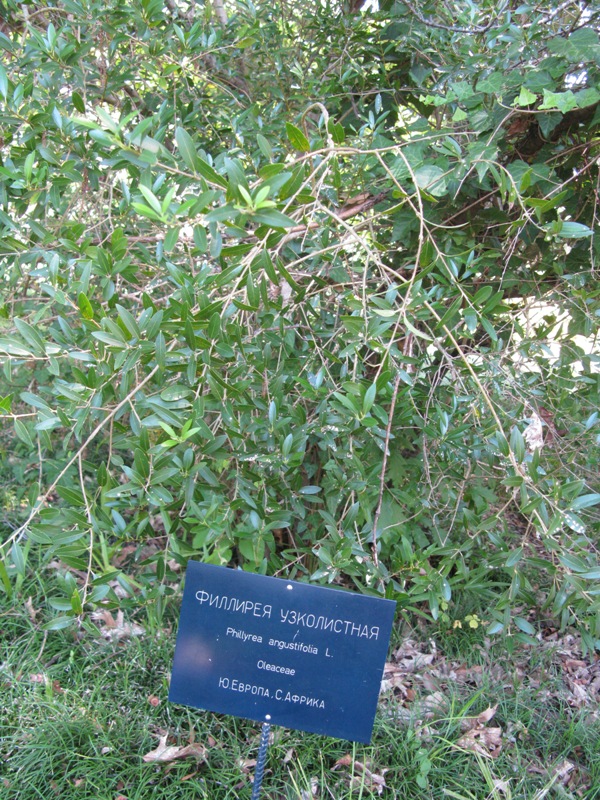 Филлирея узколистная
Phillyrea angustifolia L.
Oleaceae
Ю.Европа, С.Африка